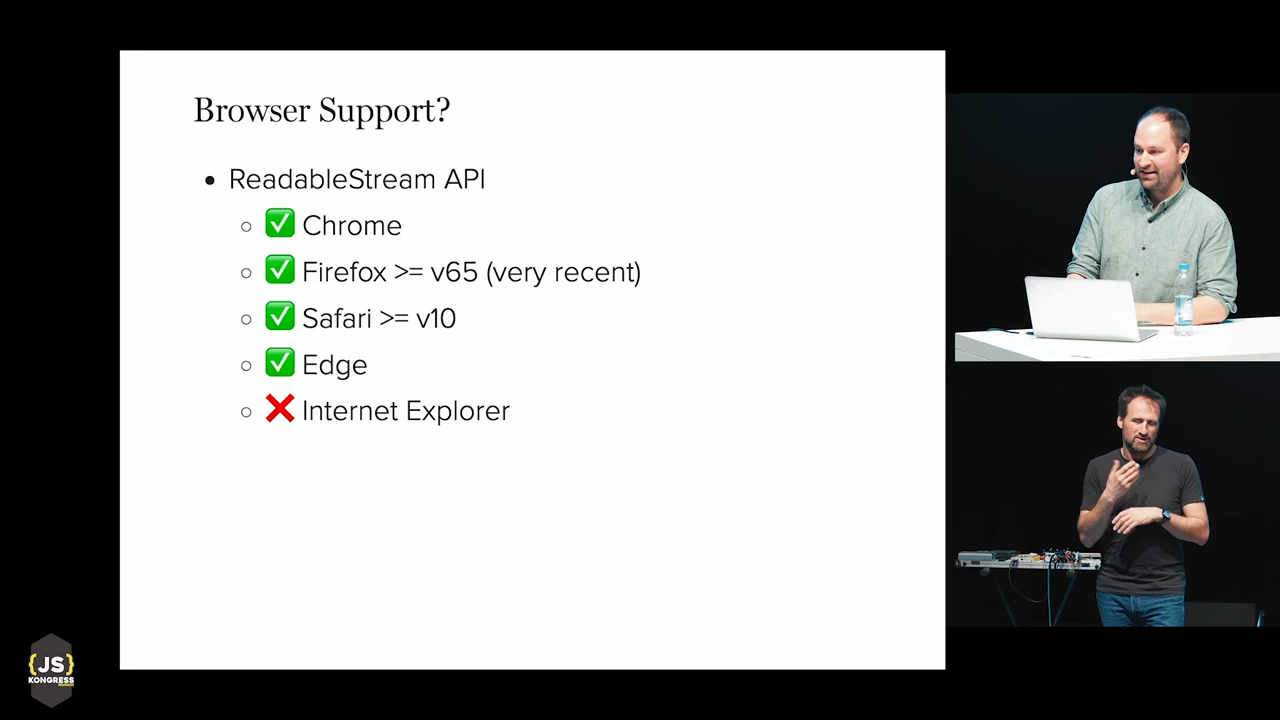 Browser Support?
• ReadableStream API
○ ✅ Chrome
○ ✅ Firefox >= v65 (very recent)
○ ✅ Safari >= v10
○ ✅ Edge
○ ❌ Internet Explorer
{JS}
KONGRESS